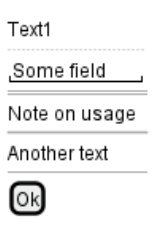 Text1
Some field
Note on usage
Another text
Ok